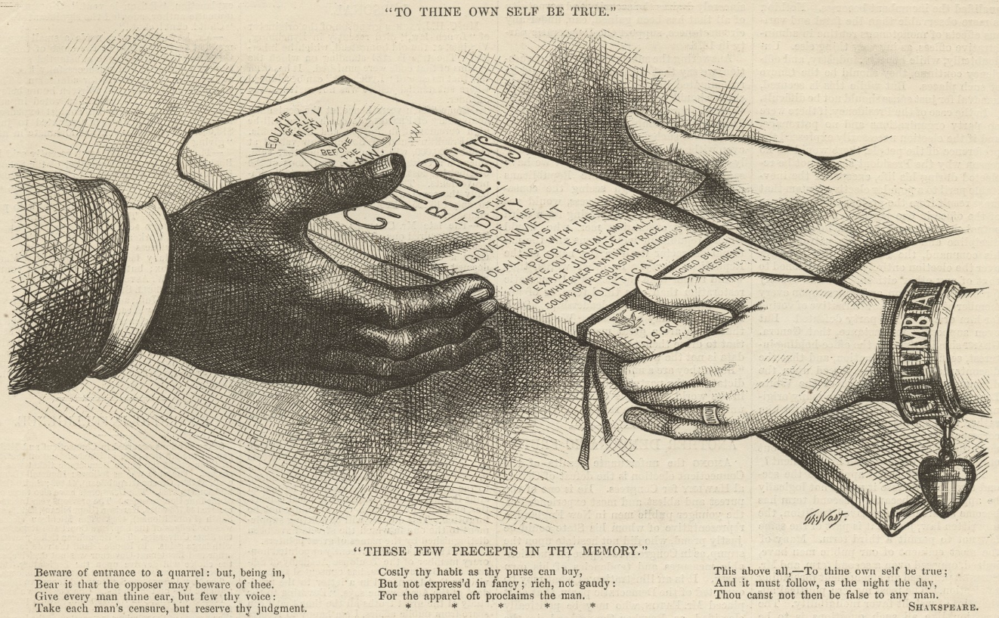 "TO THINE OWN SELF BE TRUE."
THE
EQUALITY
OF ALL
MEN
BEFORE
THE
LAW.
CIVIL RIGHTS
BILL.
IT IS THE
DUTY
OF THE
GOVERNMENT
IN ITS
DEALINGS WITH THE
PEOPLE
TO METE OUT EQUAL AND
EXACT JUSTICE TO ALL,
OF WHATEVER NATIVITY, RACE,
COLOR, OR PERSUASION, RELIGIOUS
POLITICAL.
SIGNED BY THE
PRESIDENT
U.S.
COLUMBIA
Th: Nast.
"THESE FEW PRECEPTS IN THY MEMORY."
Beware of entrance to a quarrel: but, being in,
Bear it that the opposer may beware of thee.
Give every man thine ear, but few thy voice:
Take each man's censure, but reserve thy judgment.
Costly thy habit as thy purse can buy,
But not express'd in fancy; rich, not gaudy:
For the apparel oft proclaims the man.
* * * * *
This above all,—To thine own self be true;
And it must follow, as the night the day,
Thou canst not then be false to any man.
SHAKSPEARE.